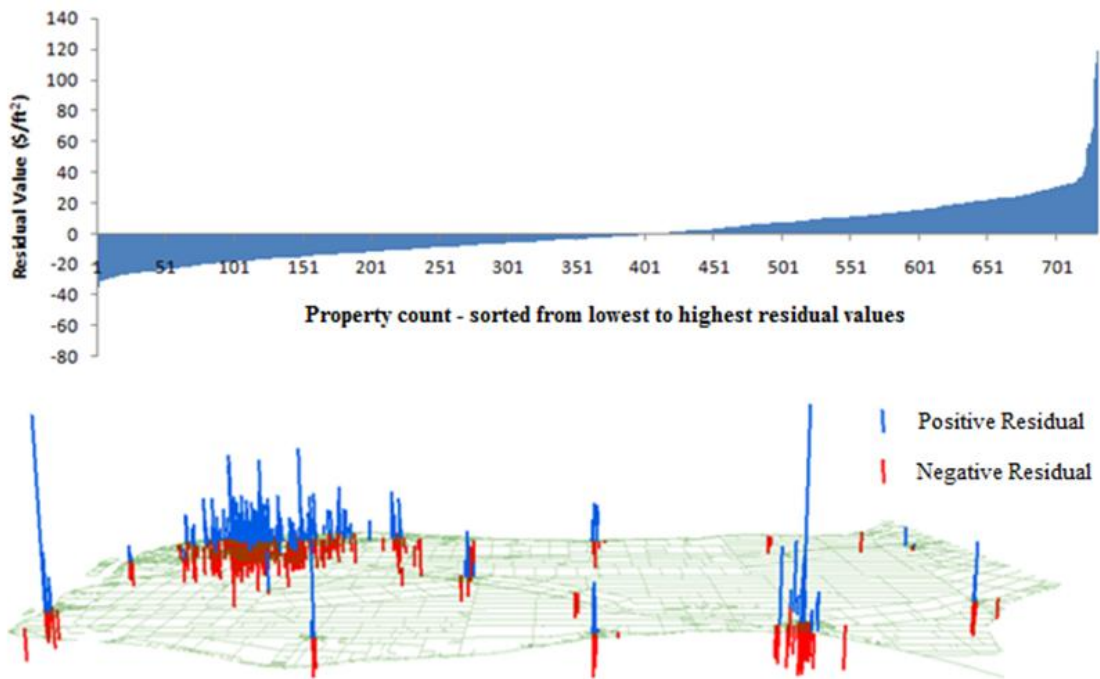 140
120
100
80
60
40
20
0
-20
-40
-60
-80
Residual Value ($/ft²)
1 51 101 151 201 251 301 351 401 451 501 551 601 651 701
Property count - sorted from lowest to highest residual values
Positive Residual
Negative Residual